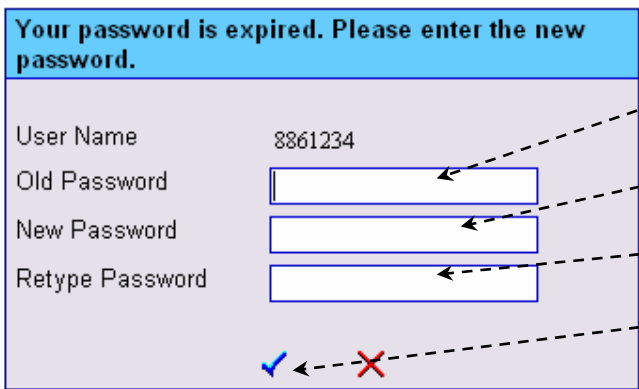 Your password is expired. Please enter the new
password.
User Name 8861234
Old Password
New Password
Retype Password